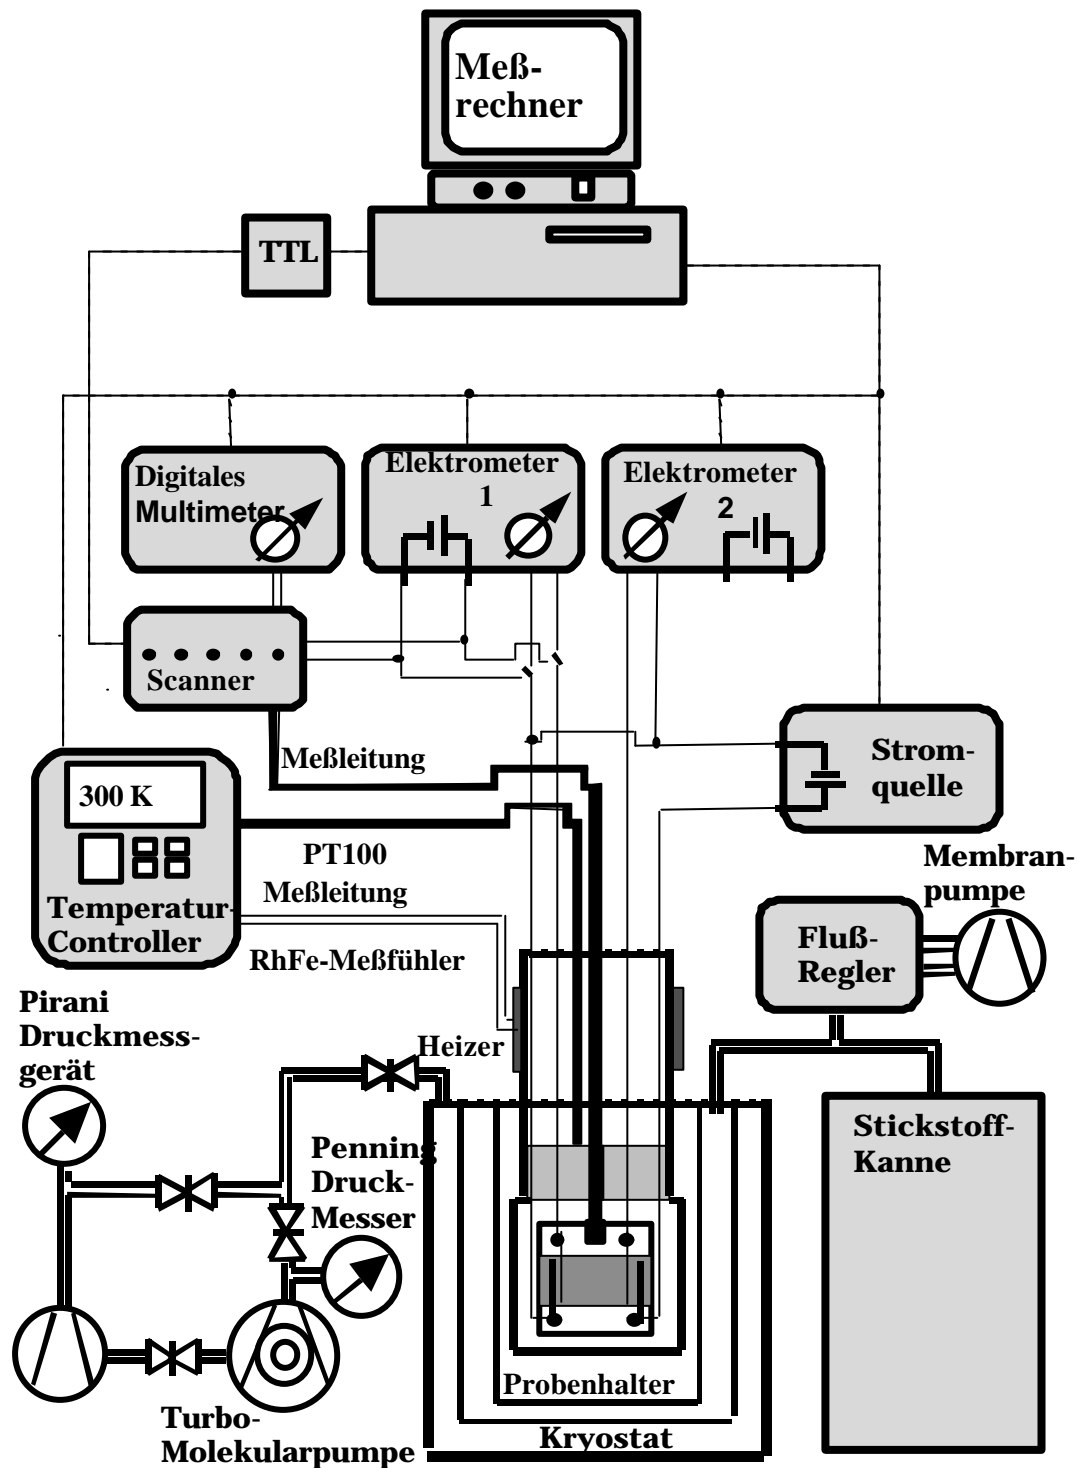 Meß-
rechner
TTL
Digitales
Multimeter
Elektrometer
1
Elektrometer
2
Scanner
Meßleitung
Strom-
quelle
300 K
PT100
Meßleitung
Temperatur-
Controller
RhFe-Meßfühler
Membran-
pumpe
Fluß-
Regler
Pirani
Druckmess-
gerät
Heizer
Penning
Druck-
Messer
Stickstoff-
Kanne
Probenhalter
Kryostat
Turbo-
Molekularpumpe